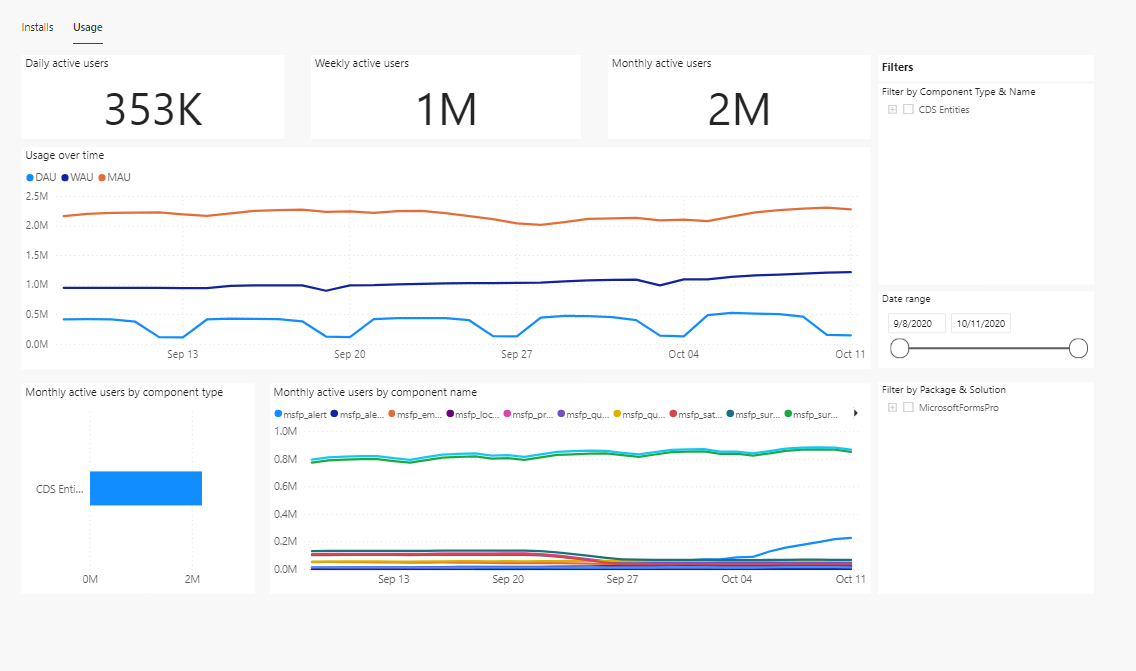 Installs Usage
Daily active users
353K
Weekly active users
1M
Monthly active users
2M
Filters
Filter by Component Type & Name
CDS Entities
Usage over time
DAU WAU MAU
2.5M
2.0M
1.5M
1.0M
0.5M
0.0M
Sep 13 Sep 20 Sep 27 Oct 04 Oct 11
Date range
9/8/2020 10/11/2020
Monthly active users by component type
CDS Enti...
0M 2M
Monthly active users by component name
msfp_alert msfp_ale... msfp_em... msfp_loc... msfp_pr... msfp_qu... msfp_qu... msfp_sat... msfp_sur... msfp_sur...
1.0M
0.8M
0.6M
0.4M
0.2M
0.0M
Sep 13 Sep 20 Sep 27 Oct 04 Oct 11
Filter by Package & Solution
MicrosoftFormsPro